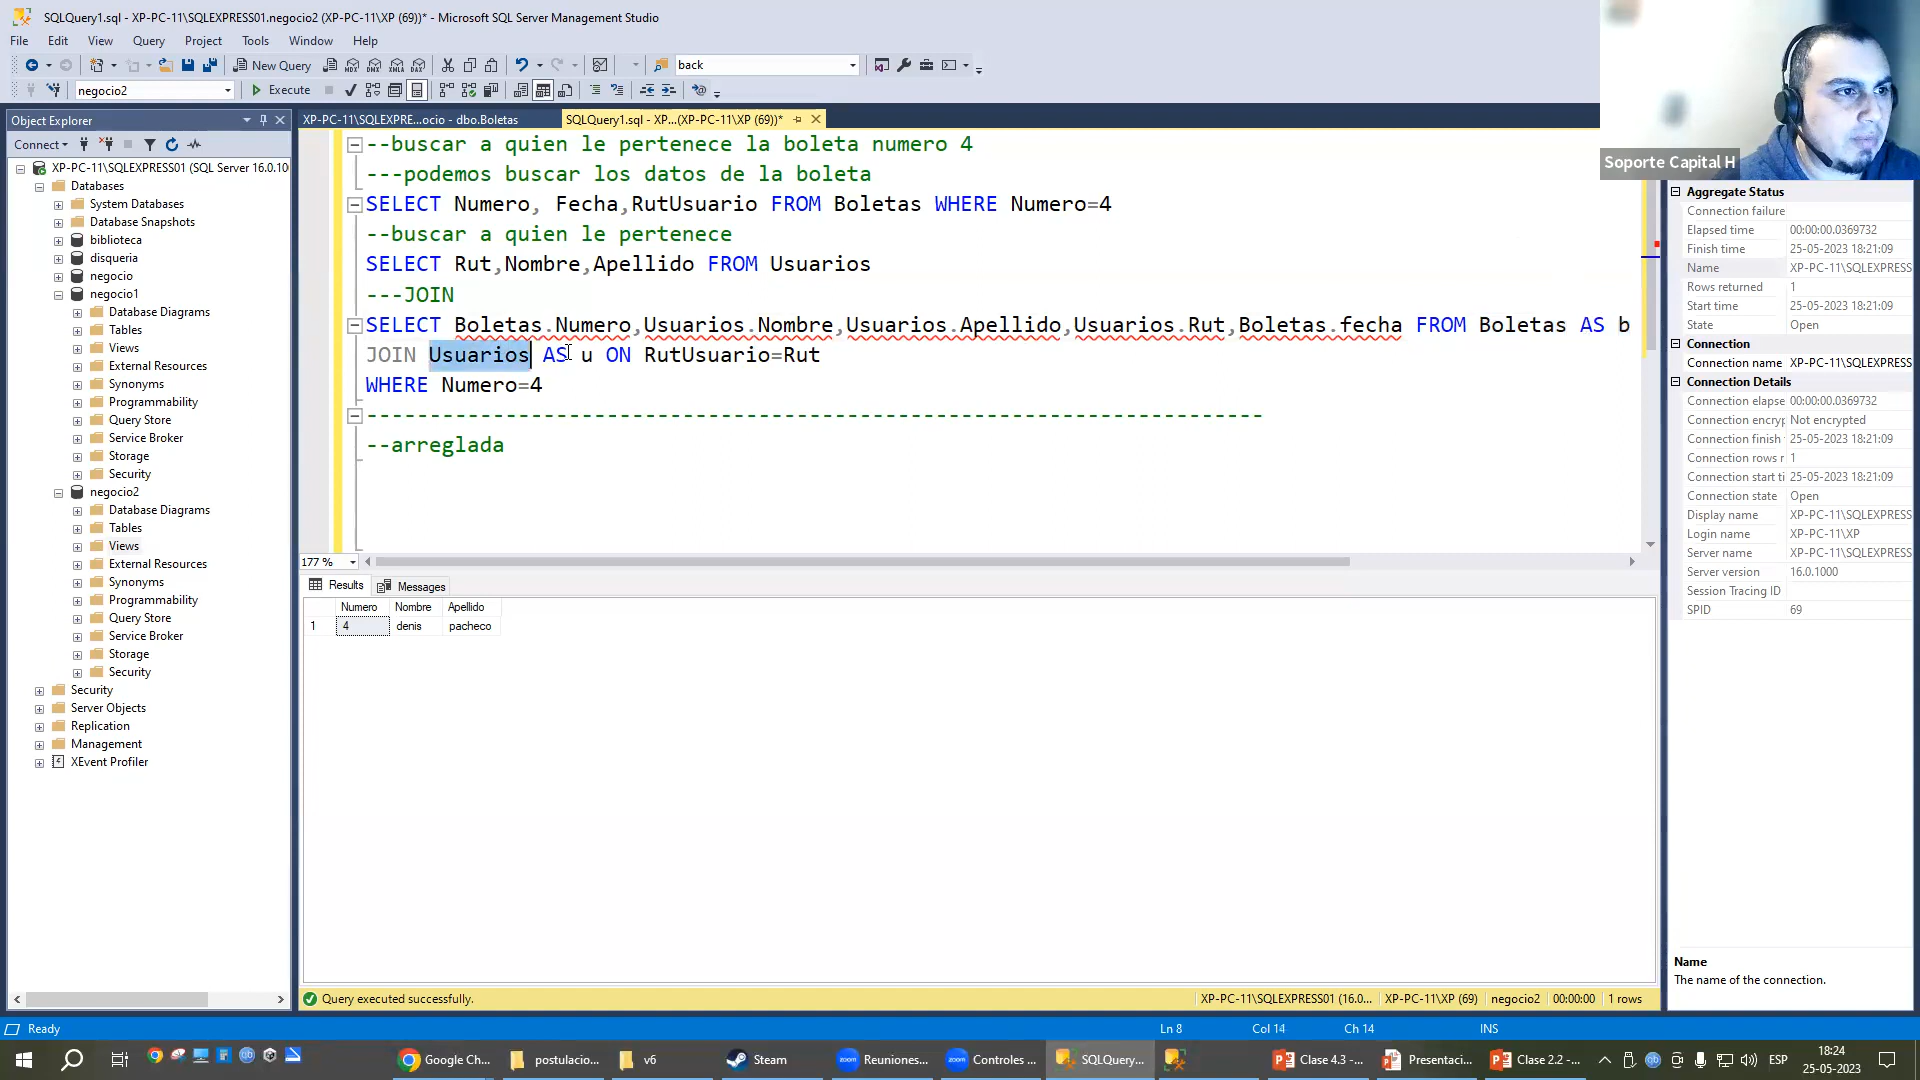 SQLQuery1.sql - XP-PC-11\SQLEXPRESS01.negocio2 (XP-PC-11\XP (69))* - Microsoft SQL Server Management Studio
File Edit View Query Project Tools Window Help
New Query back
negocio2 Execute
Soporte Capital H
Object Explorer
XP-PC-11\SQLEXPRE...ocio - dbo.Boletas SQLQuery1.sql - XP...(XP-PC-11\XP (69))*
Connect
XP-PC-11\SQLEXPRESS01 (SQL Server 16.0.10
Databases
System Databases
Database Snapshots
biblioteca
disqueria
negocio
negocio1
Database Diagrams
Tables
Views
External Resources
Synonyms
Programmability
Query Store
Service Broker
Storage
Security
negocio2
Database Diagrams
Tables
Views
External Resources
Synonyms
Programmability
Query Store
Service Broker
Storage
Security
Security
Server Objects
Replication
Management
XEvent Profiler
--buscar a quien le pertenece la boleta numero 4
---podemos buscar los datos de la boleta
SELECT Numero, Fecha,RutUsuario FROM Boletas WHERE Numero=4
--buscar a quien le pertenece
SELECT Rut,Nombre,Apellido FROM Usuarios
---JOIN
SELECT Boletas.Numero,Usuarios.Nombre,Usuarios.Apellido,Usuarios.Rut,Boletas.fecha FROM Boletas AS b
JOIN Usuarios AS u ON RutUsuario=Rut
WHERE Numero=4
-----------------------------------------------------------------------
--arreglada
177 %
Results Messages
Numero Nombre Apellido
1 4 denis pacheco
Query executed successfully. XP-PC-11\SQLEXPRESS01 (16.0... XP-PC-11\XP (69) negocio2 00:00:00 1 rows
Aggregate Status
Connection failure
Elapsed time 00:00:00.0369732
Finish time 25-05-2023 18:21:09
Name XP-PC-11\SQLEXPRESS
Rows returned 1
Start time 25-05-2023 18:21:09
State Open
Connection
Connection name XP-PC-11\SQLEXPRESS
Connection Details
Connection elapse 00:00:00.0369732
Connection encryp Not encrypted
Connection finish 25-05-2023 18:21:09
Connection rows r 1
Connection start ti 25-05-2023 18:21:09
Connection state Open
Display name XP-PC-11\SQLEXPRESS
Login name XP-PC-11\XP
Server name XP-PC-11\SQLEXPRESS
Server version 16.0.1000
Session Tracing ID
SPID 69
Name
The name of the connection.
Ready Ln 8 Col 14 Ch 14 INS
Google Ch... postulacio... v6 Steam Reuniones... Controles ... SQLQuery... Clase 4.3 -... Presentaci... Clase 2.2 -... ESP 18:24
25-05-2023